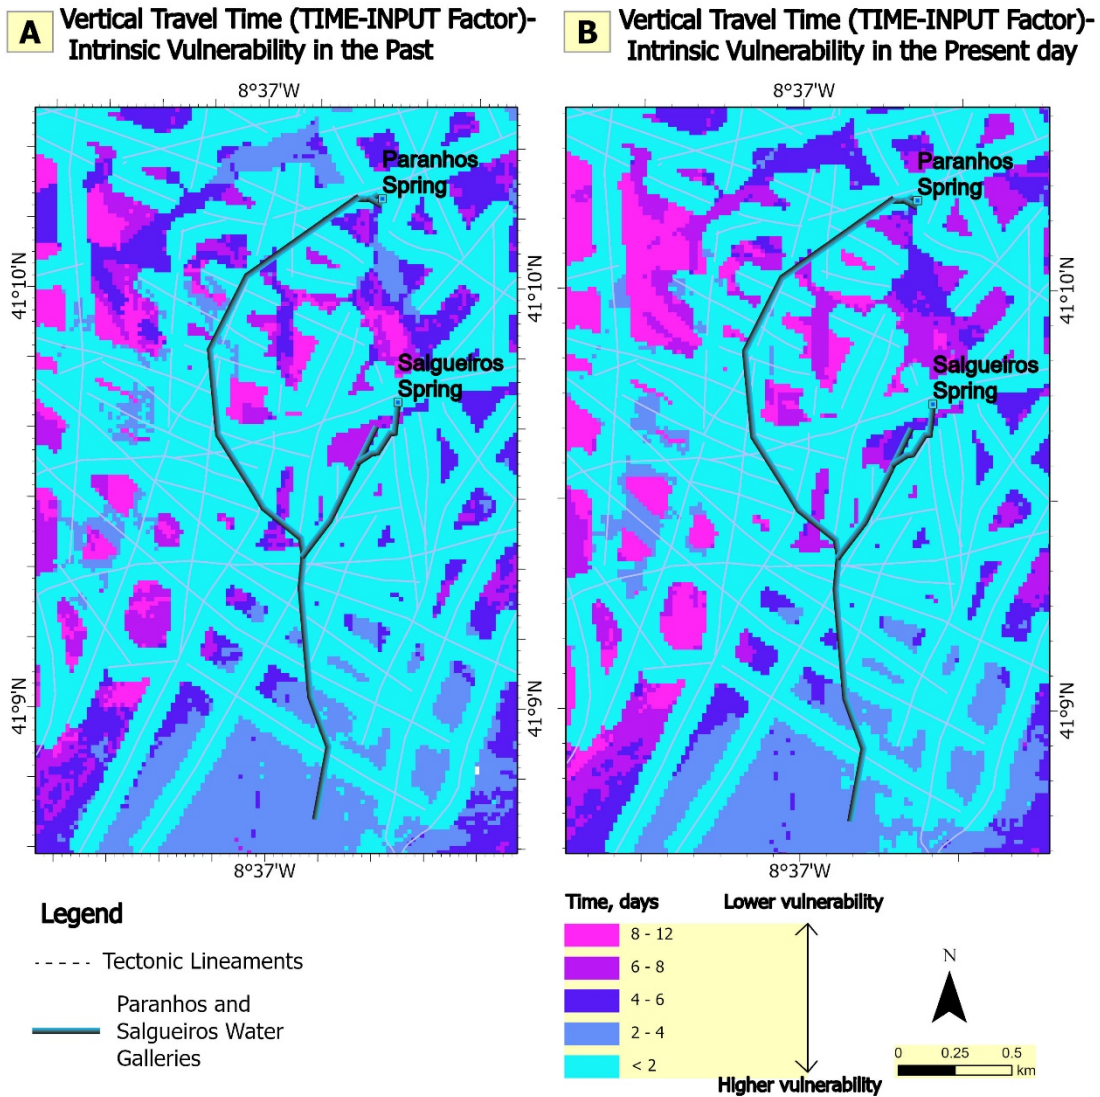 A
Vertical Travel Time (TIME-INPUT Factor)-
Intrinsic Vulnerability in the Past
B
Vertical Travel Time (TIME-INPUT Factor)-
Intrinsic Vulnerability in the Present day
8°37'W
8°37'W
Paranhos
Spring
Paranhos
Spring
41°10'N
41°10'N
41°10'N
Salgueiros
Spring
Salgueiros
Spring
41°9'N
41°9'N
41°9'N
8°37'W
8°37'W
Legend
Tectonic Lineaments
Paranhos and
Salgueiros Water
Galleries
Time, days
Lower vulnerability
8 - 12
6 - 8
4 - 6
2 - 4
< 2
Higher vulnerability
N
0 0.25 0.5
km